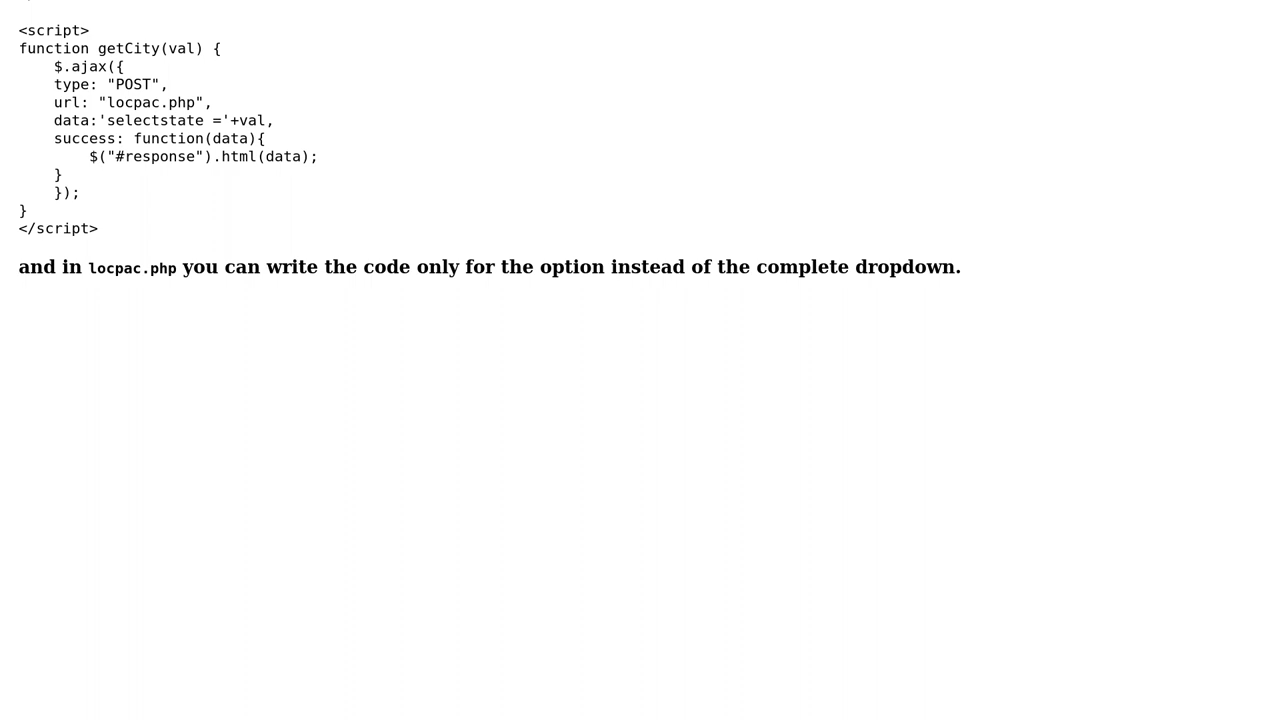 <script>
function getCity(val) {
    $.ajax({
    type: "POST",
    url: "locpac.php",
    data:'selectstate ='+val,
    success: function(data){
        $("#response").html(data);
    }
    });
}
</script>
and in locpac.php you can write the code only for the option instead of the complete dropdown.